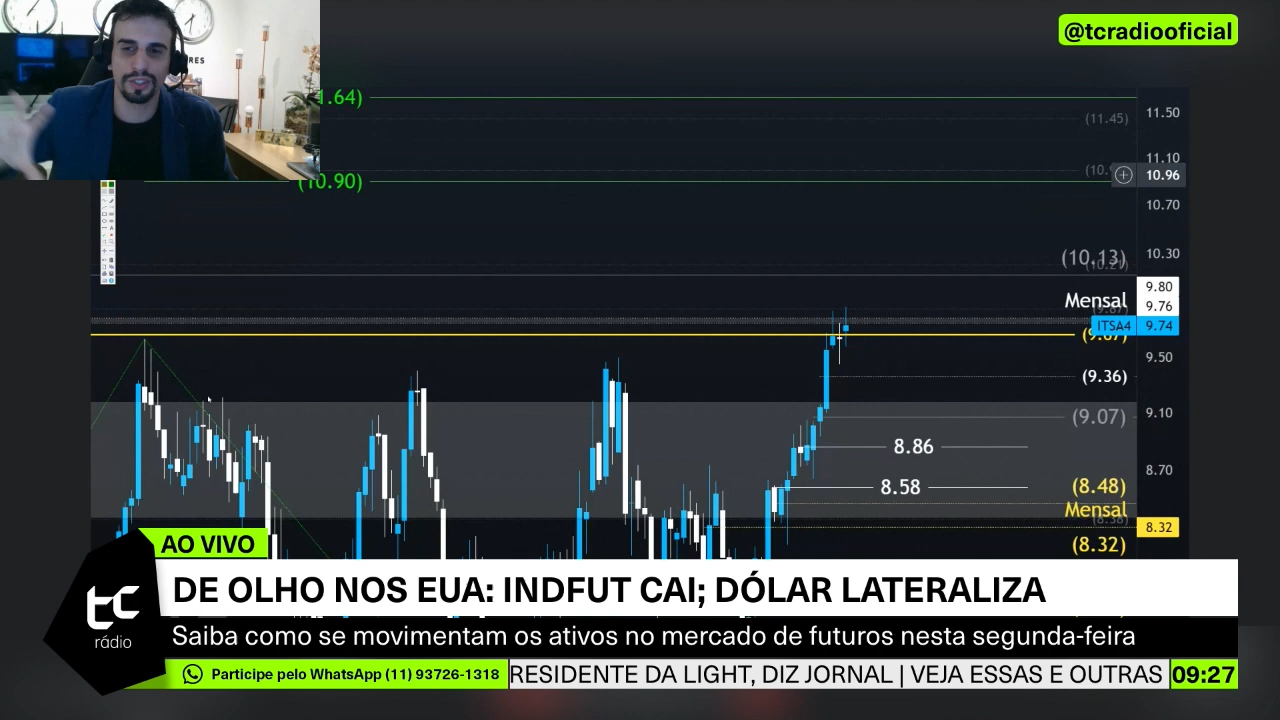 @tcradiooficial
RES
1.64)
(11.45)
11.50
11.10
10.96
(10.90)
10.70
(10.13)
10.30
9.80
Mensal
9.76
ITSA4
9.74
9.50
(9.36)
9.10
(9.07)
8.86
8.70
8.58
(8.48)
Mensal
8.32
(8.32)
AO VIVO
DE OLHO NOS EUA: INDFUT CAI; DÓLAR LATERALIZA
tc
rádio
Saiba como se movimentam os ativos no mercado de futuros nesta segunda-feira
Participe pelo WhatsApp (11) 93726-1318
RESIDENTE DA LIGHT, DIZ JORNAL | VEJA ESSAS E OUTRAS
09:27